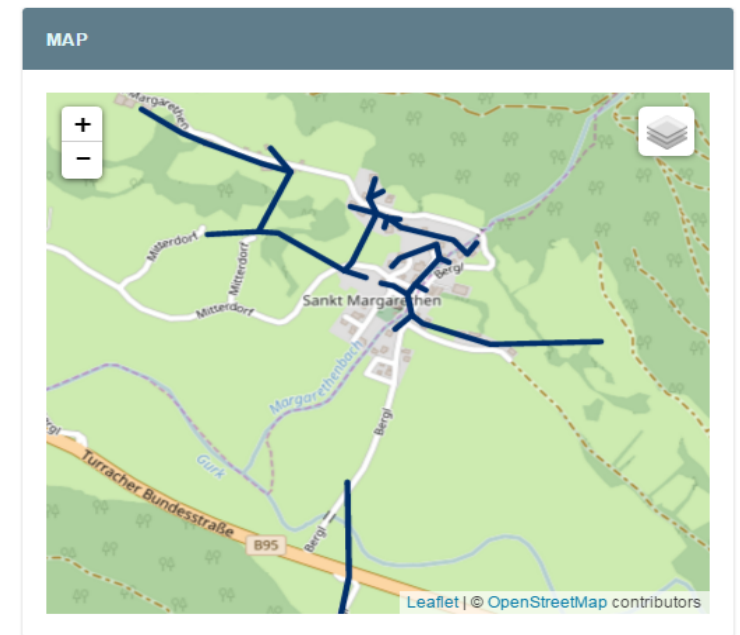 MAP
+
−
Margarethen
Mitterdorf
Mitterdorf
Mitterdorf
Bergl
Sankt Margarethen
Margarethenbach
Bergl
Gurk
Turracher Bundesstraße
B95
Bergl
Leaflet | © OpenStreetMap contributors